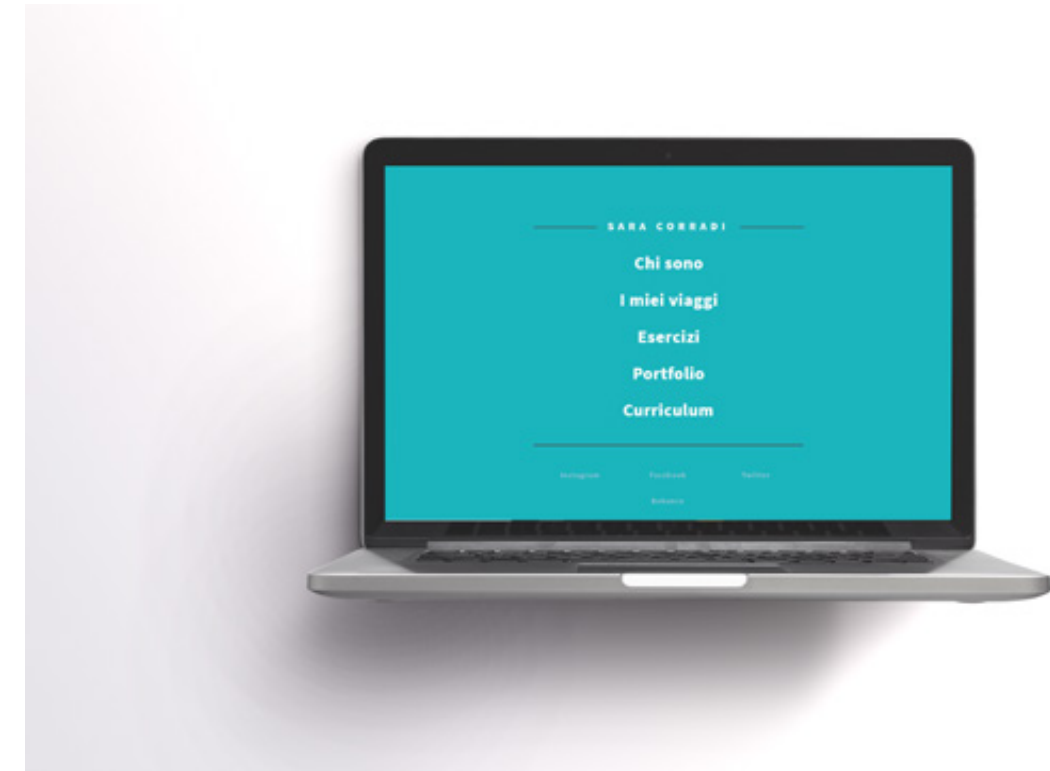 SARA CORRADI
Chi sono
I miei viaggi
Esercizi
Portfolio
Curriculum
Instagram Facebook Twitter
Behance